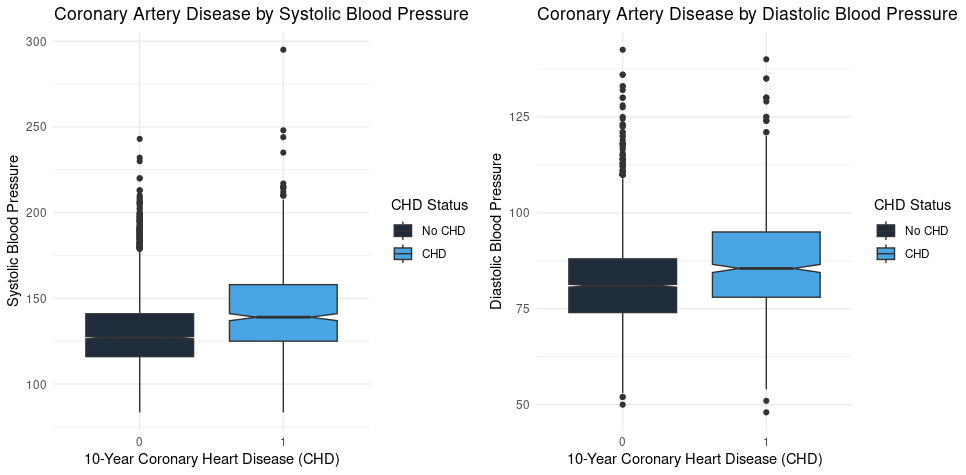 Coronary Artery Disease by Systolic Blood Pressure
300
250
200
150
100
Systolic Blood Pressure
0
1
10-Year Coronary Heart Disease (CHD)
CHD Status
No CHD
CHD
Coronary Artery Disease by Diastolic Blood Pressure
125
100
75
50
Diastolic Blood Pressure
0
1
10-Year Coronary Heart Disease (CHD)
CHD Status
No CHD
CHD